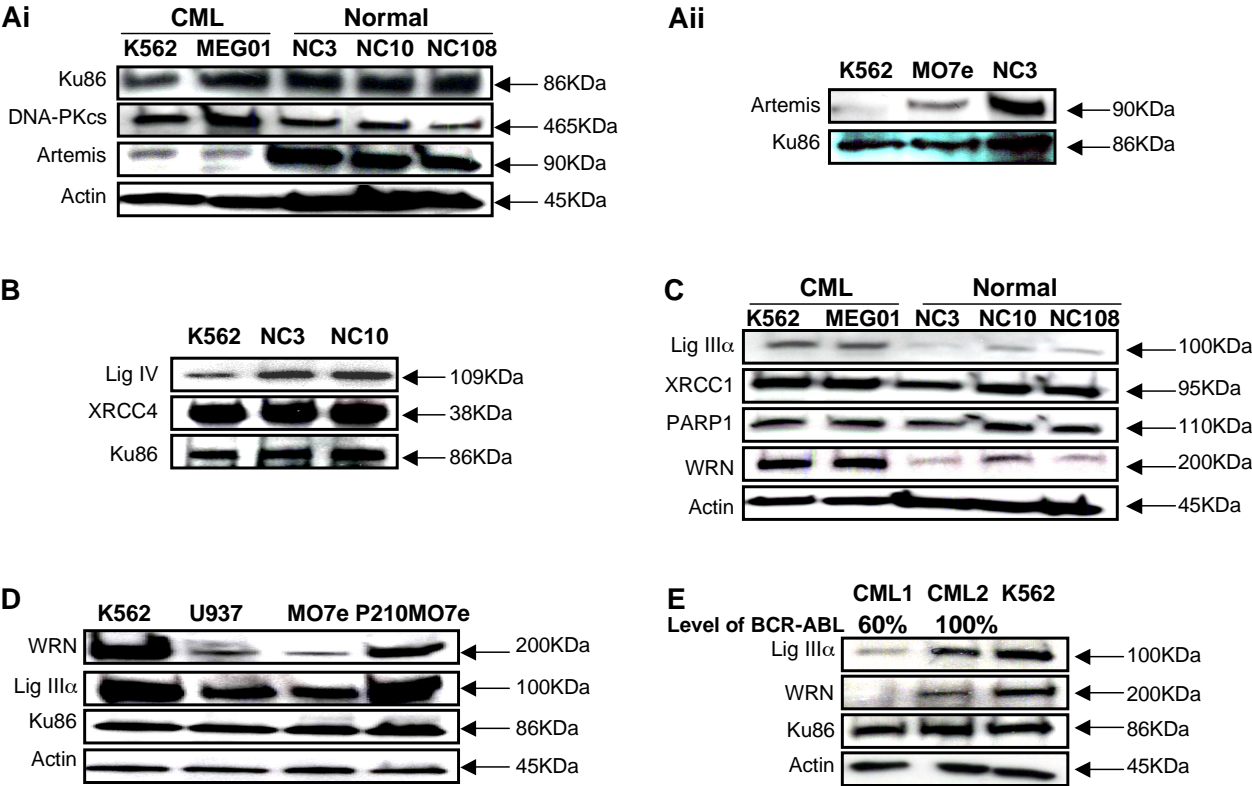 Ai
CML Normal
K562 MEG01 NC3 NC10 NC108
Ku86 86KDa
DNA-PKcs 465KDa
Artemis 90KDa
Actin 45KDa
Aii
K562 MO7e NC3
Artemis 90KDa
Ku86 86KDa
B
K562 NC3 NC10
Lig IV 109KDa
XRCC4 38KDa
Ku86 86KDa
C
CML Normal
K562 MEG01 NC3 NC10 NC108
Lig IIIα 100KDa
XRCC1 95KDa
PARP1 110KDa
WRN 200KDa
Actin 45KDa
D
K562 U937 MO7e P210MO7e
WRN 200KDa
Lig IIIα 100KDa
Ku86 86KDa
Actin 45KDa
E
CML1 CML2 K562
Level of BCR-ABL 60% 100%
Lig IIIα 100KDa
WRN 200KDa
Ku86 86KDa
Actin 45KDa